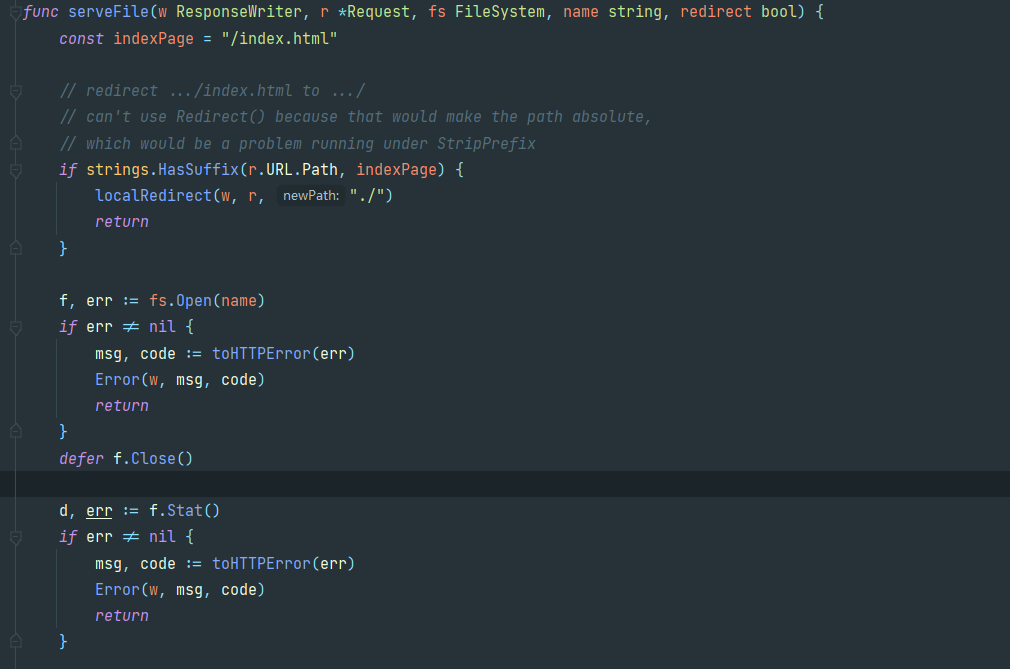 func serveFile(w ResponseWriter, r *Request, fs FileSystem, name string, redirect bool) {
const indexPage = "/index.html"
// redirect .../index.html to .../
// can't use Redirect() because that would make the path absolute,
// which would be a problem running under StripPrefix
if strings.HasSuffix(r.URL.Path, indexPage) {
localRedirect(w, r, newPath: "./")
return
}
f, err := fs.Open(name)
if err ≠ nil {
msg, code := toHTTPError(err)
Error(w, msg, code)
return
}
defer f.Close()
d, err := f.Stat()
if err ≠ nil {
msg, code := toHTTPError(err)
Error(w, msg, code)
return
}